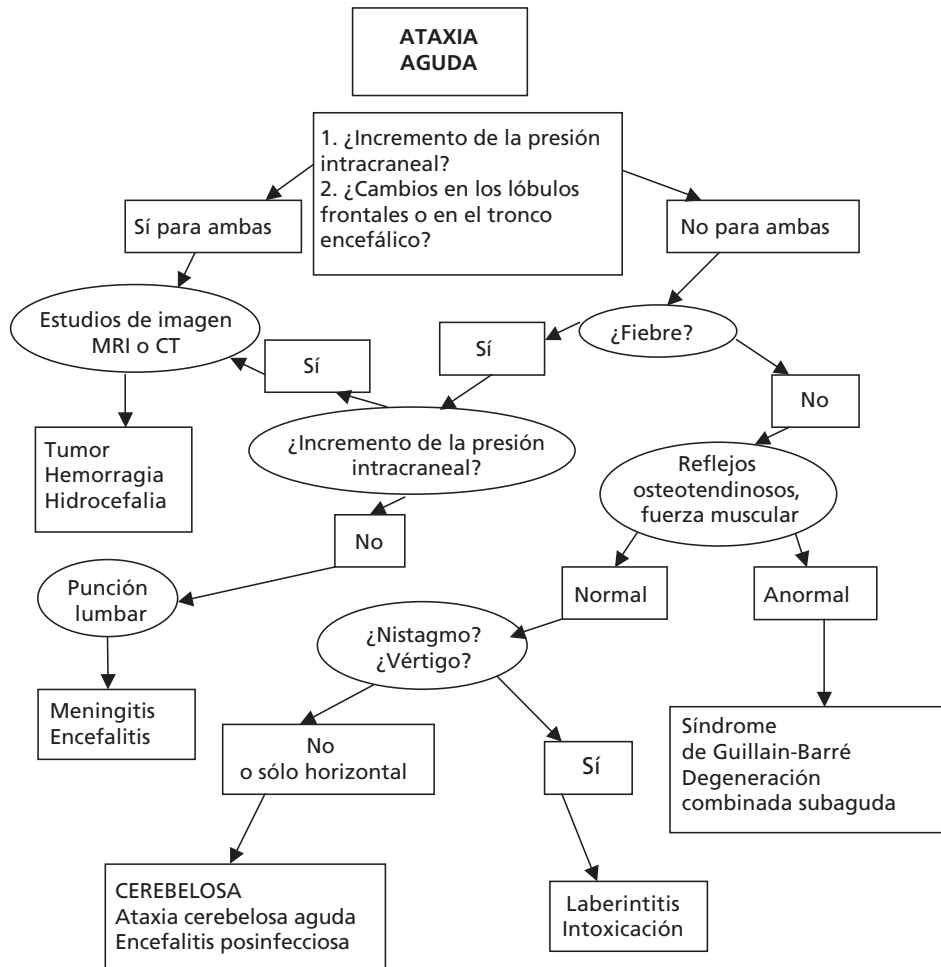 ATAXIA
AGUDA
1. ¿Incremento de la presión
intracraneal?
2. ¿Cambios en los lóbulos
frontales o en el tronco
encefálico?
Sí para ambas
No para ambas
Estudios de imagen
MRI o CT
Sí
Sí
¿Fiebre?
No
Tumor
Hemorragia
Hidrocefalia
¿Incremento de la presión
intracraneal?
Reflejos
osteotendinosos,
fuerza muscular
No
Punción
lumbar
Normal
Anormal
¿Nistagmo?
¿Vértigo?
Meningitis
Encefalitis
No
o sólo horizontal
Sí
Síndrome
de Guillain-Barré
Degeneración
combinada subaguda
CEREBELOSA
Ataxia cerebelosa aguda
Encefalitis posinfecciosa
Laberintitis
Intoxicación